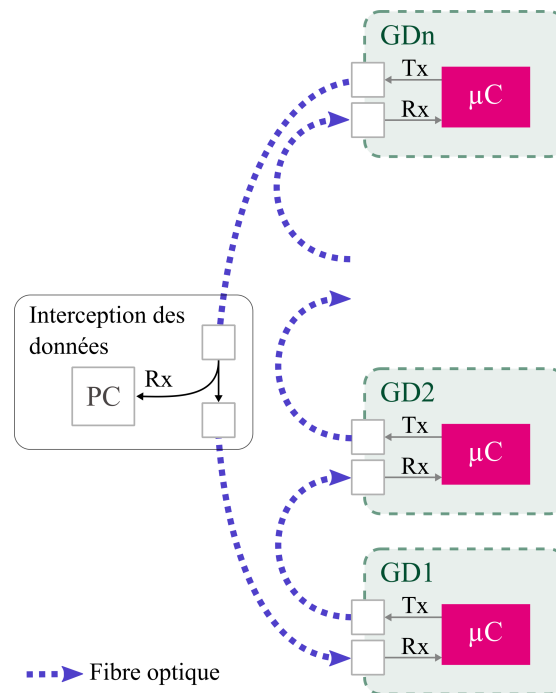 GDn
Tx
µC
Rx
Interception des
données
Rx
PC
GD2
Tx
µC
Rx
GD1
Tx
µC
Rx
Fibre optique